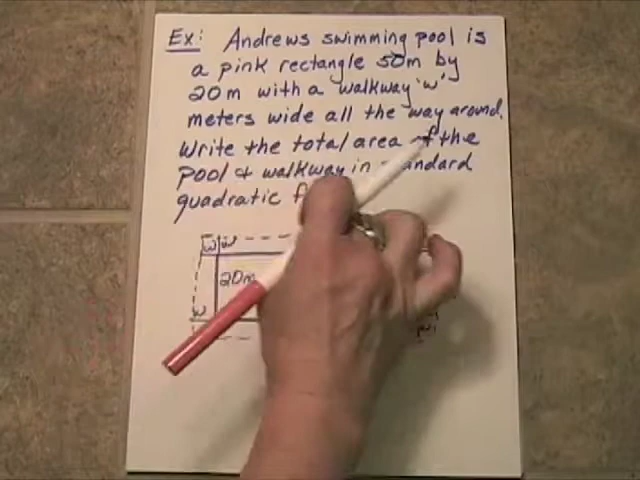 Ex: Andrews swimming pool is
a pink rectangle 50m by
20m with a walkway 'w'
meters wide all the way around.
Write the total area of the
pool & walkway in standard
quadratic f
w w
20m
w